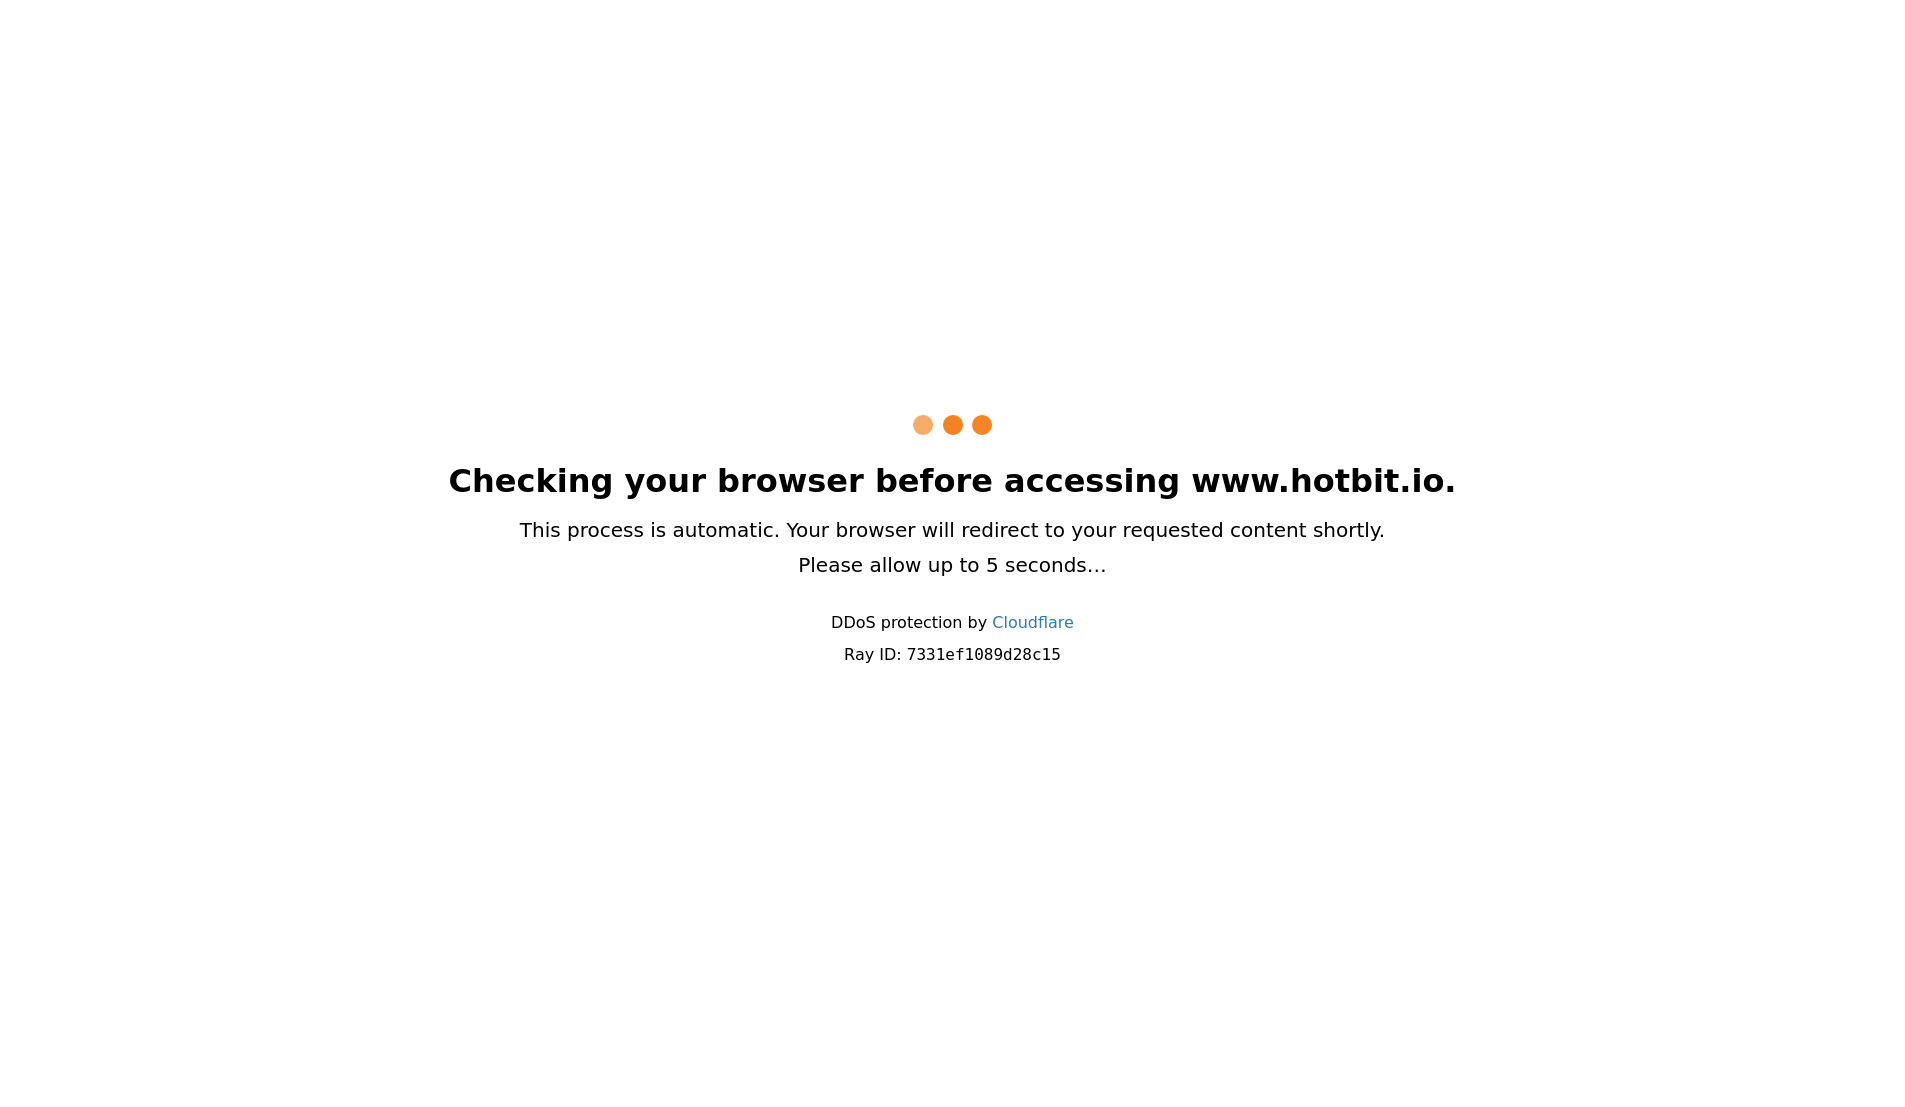 Checking your browser before accessing www.hotbit.io.
This process is automatic. Your browser will redirect to your requested content shortly.
Please allow up to 5 seconds…
DDoS protection by Cloudflare
Ray ID: 7331ef1089d28c15